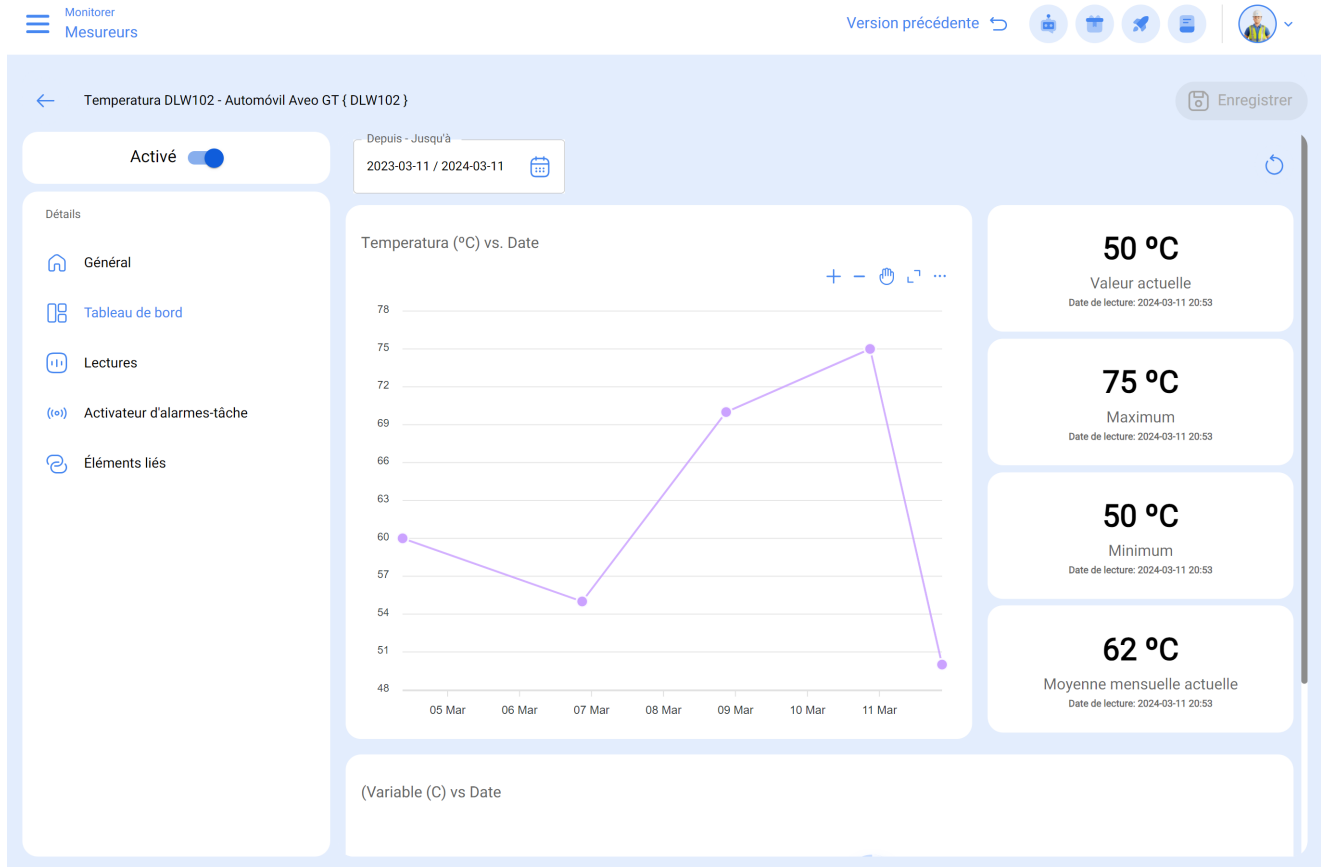 Monitorer
Mesureurs
Version précédente
Temperatura DLW102 - Automóvil Aveo GT { DLW102 }
Enregistrer
Activé
Détails
Général
Tableau de bord
Lectures
Activateur d'alarmes-tâche
Éléments liés
Depuis - Jusqu'à
2023-03-11 / 2024-03-11
Temperatura (ºC) vs. Date
78
75
72
69
66
63
60
57
54
51
48
05 Mar 06 Mar 07 Mar 08 Mar 09 Mar 10 Mar 11 Mar
50 ºC
Valeur actuelle
Date de lecture: 2024-03-11 20:53
75 ºC
Maximum
Date de lecture: 2024-03-11 20:53
50 ºC
Minimum
Date de lecture: 2024-03-11 20:53
62 ºC
Moyenne mensuelle actuelle
Date de lecture: 2024-03-11 20:53
(Variable (C) vs Date